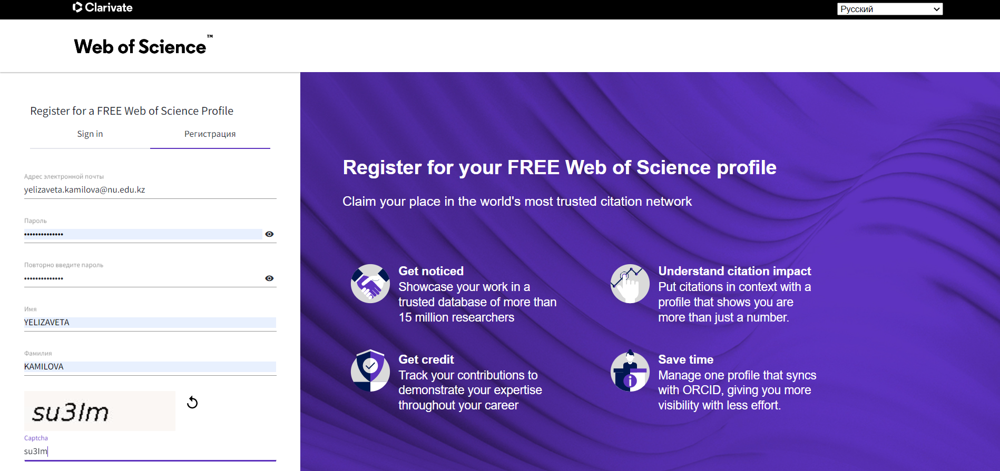 Clarivate
Русский
Web of Science™
Register for a FREE Web of Science Profile
Sign in
Регистрация
Адрес электронной почты
yelizaveta.kamilova@nu.edu.kz
Пароль
••••••••••••••
Повторно введите пароль
••••••••••••••
Имя
YELIZAVETA
Фамилия
KAMILOVA
su3lm
Captcha
su3lm
Register for your FREE Web of Science profile
Claim your place in the world's most trusted citation network
Get noticed
Showcase your work in a
trusted database of more than
15 million researchers
Understand citation impact
Put citations in context with a
profile that shows you are
more than just a number.
Get credit
Track your contributions to
demonstrate your expertise
throughout your career
Save time
Manage one profile that syncs
with ORCID, giving you more
visibility with less effort.